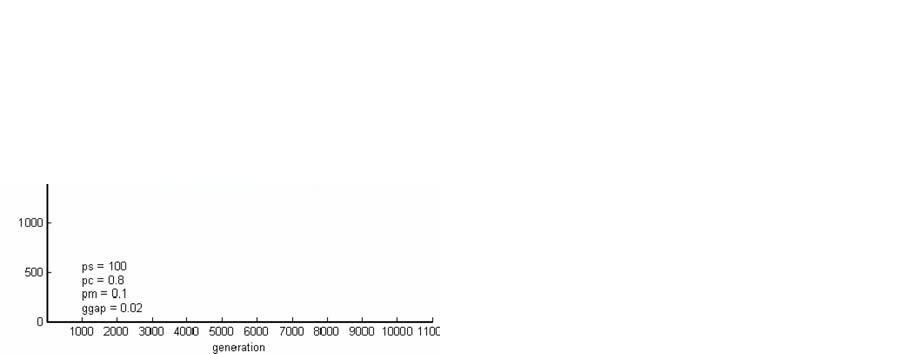 1000
500
ps = 100
pc = 0.8
pm = 0.1
ggap = 0.02
0
1000 2000 3000 4000 5000 6000 7000 8000 9000 10000 1100
generation